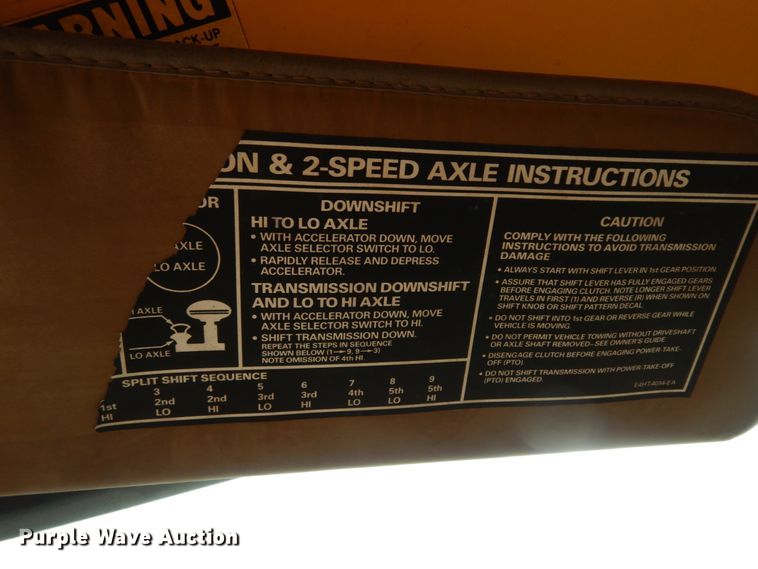 WARNING
ACK-UP
ON & 2-SPEED AXLE INSTRUCTIONS
OR
AXLE
LO AXLE
AXLE
LO AXLE
DOWNSHIFT
HI TO LO AXLE
• WITH ACCELERATOR DOWN, MOVE
AXLE SELECTOR SWITCH TO LO.
• RAPIDLY RELEASE AND DEPRESS
ACCELERATOR.
TRANSMISSION DOWNSHIFT
AND LO TO HI AXLE
• WITH ACCELERATOR DOWN, MOVE
AXLE SELECTOR SWITCH TO HI.
• SHIFT TRANSMISSION DOWN.
REPEAT THE STEPS IN SEQUENCE
SHOWN BELOW (1→9, 9→3)
NOTE OMISSION OF 4th HI.
CAUTION
COMPLY WITH THE FOLLOWING
INSTRUCTIONS TO AVOID TRANSMISSION
DAMAGE
• ALWAYS START WITH SHIFT LEVER IN 1st GEAR POSITION
• ASSURE THAT SHIFT LEVER HAS FULLY ENGAGED GEARS
BEFORE ENGAGING CLUTCH. NOTE LONGER SHIFT LEVER
TRAVELS IN FIRST (1) AND REVERSE (R) WHEN SHOWN ON
SHIFT KNOB OR SHIFT PATTERN DECAL.
• DO NOT SHIFT INTO 1st GEAR OR REVERSE GEAR WHILE
VEHICLE IS MOVING.
• DO NOT PERMIT VEHICLE TOWING WITHOUT DRIVESHAFT
OR AXLE SHAFT REMOVED–SEE OWNER'S GUIDE
• DISENGAGE CLUTCH BEFORE ENGAGING POWER-TAKE-
OFF (PTO).
• DO NOT SHIFT TRANSMISSION WITH POWER-TAKE-OFF
(PTO) ENGAGED.
E4HT-4014-EA
SPLIT SHIFT SEQUENCE
3 4 5 6 7 8 9
1st 2nd 2nd 3rd 3rd 4th 5th 5th
HI LO HI LO HI LO LO HI
Purple Wave Auction